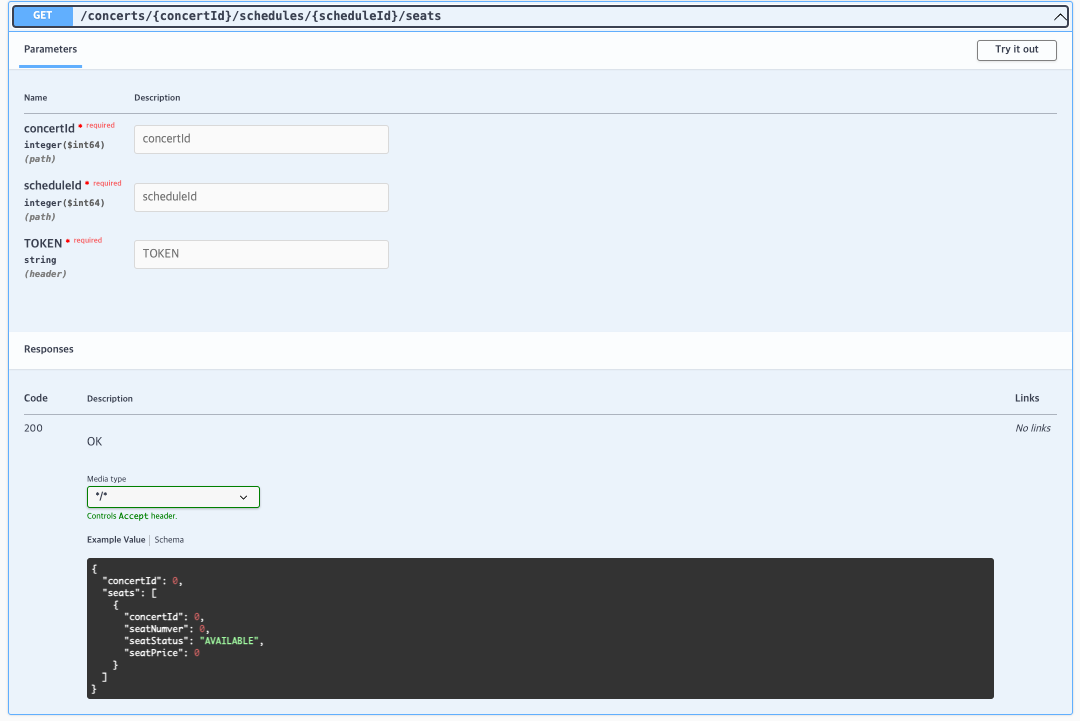 GET /concerts/{concertId}/schedules/{scheduleId}/seats
Parameters
Try it out
Name Description
concertId * required
integer($int64)
(path)
concertId
scheduleId * required
integer($int64)
(path)
scheduleId
TOKEN * required
string
(header)
TOKEN
Responses
Code Description Links
200 No links
OK
Media type
*/*
Controls Accept header.
Example Value | Schema
{
  "concertId": 0,
  "seats": [
    {
      "concertId": 0,
      "seatNumver": 0,
      "seatStatus": "AVAILABLE",
      "seatPrice": 0
    }
  ]
}